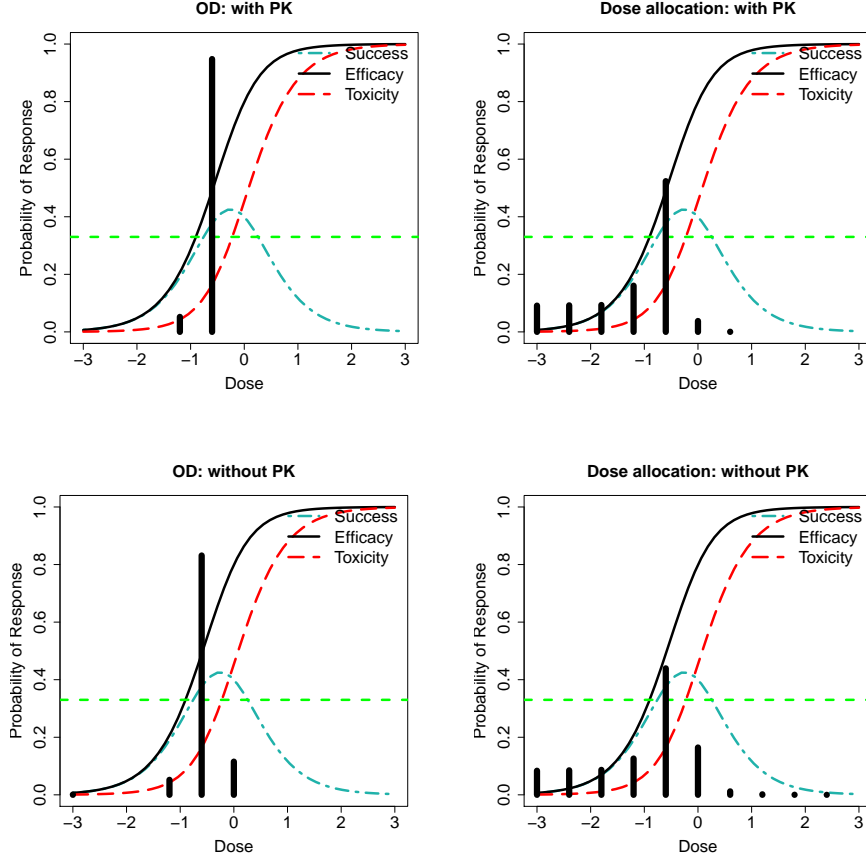 OD: with PK
Probability of Response
0.0 0.2 0.4 0.6 0.8 1.0
Success
Efficacy
Toxicity
−3 −2 −1 0 1 2 3
Dose
Dose allocation: with PK
Probability of Response
0.0 0.2 0.4 0.6 0.8 1.0
Success
Efficacy
Toxicity
−3 −2 −1 0 1 2 3
Dose
OD: without PK
Probability of Response
0.0 0.2 0.4 0.6 0.8 1.0
Success
Efficacy
Toxicity
−3 −2 −1 0 1 2 3
Dose
Dose allocation: without PK
Probability of Response
0.0 0.2 0.4 0.6 0.8 1.0
Success
Efficacy
Toxicity
−3 −2 −1 0 1 2 3
Dose